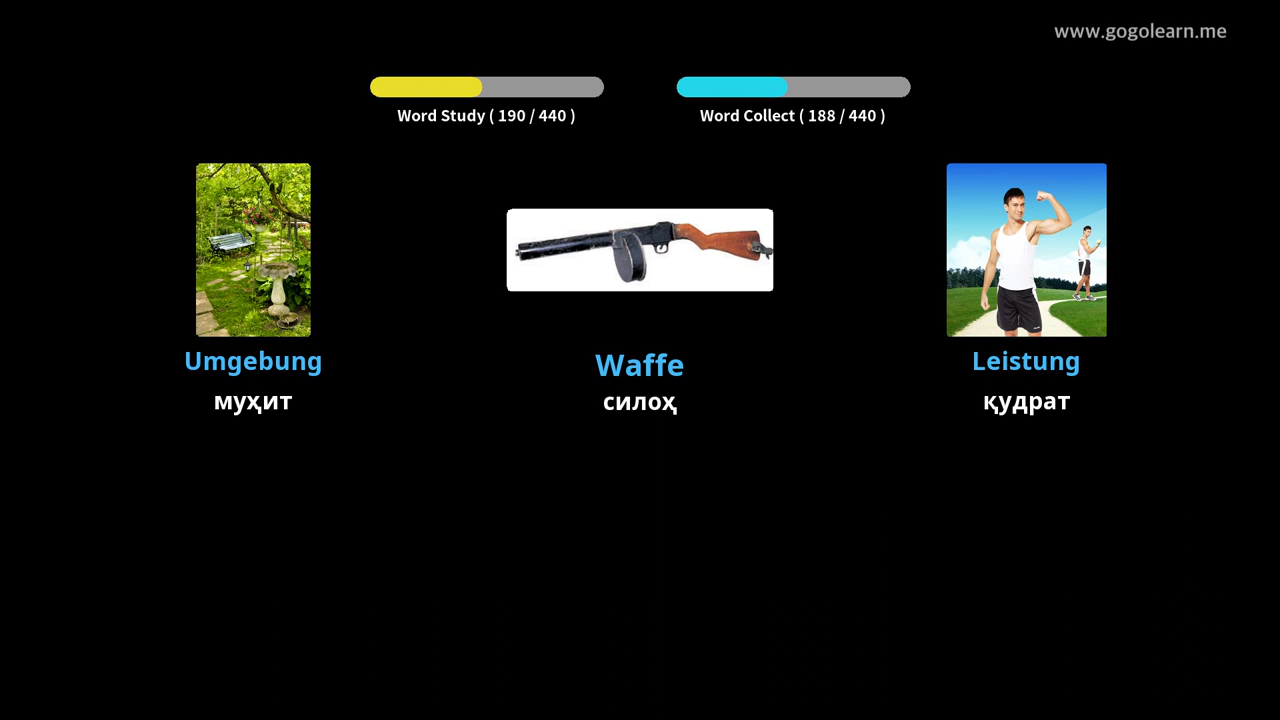 www.gogolearn.me
Word Study ( 190 / 440 )
Word Collect ( 188 / 440 )
Umgebung
муҳит
Waffe
силоҳ
Leistung
қудрат